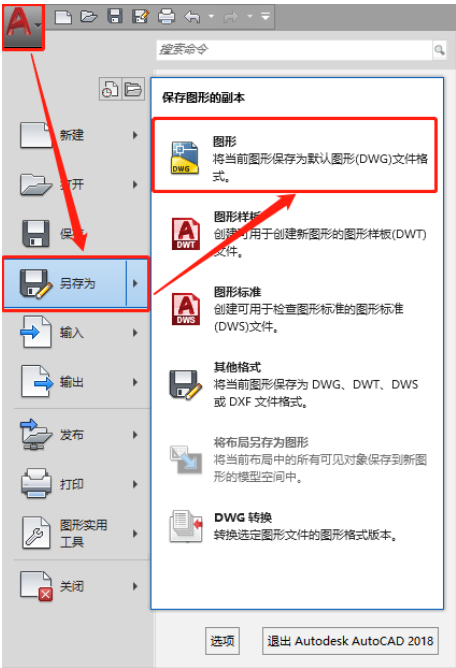 搜索命令
保存图形的副本
新建
打开
保存
另存为
输入
输出
发布
打印
图形实用
工具
关闭
图形
将当前图形保存为默认图形(DWG)文件格
式。
DWG
图形样板
创建可用于创建新图形的图形样板(DWT)
文件。
DWT
图形标准
创建可用于检查图形标准的图形标准
(DWS)文件。
DWS
其他格式
将当前图形保存为 DWG、DWT、DWS
或 DXF 文件格式。
将布局另存为图形
将当前布局中的所有可见对象保存到新图
形的模型空间中。
DWG 转换
转换选定图形文件的图形格式版本。
选项
退出 Autodesk AutoCAD 2018